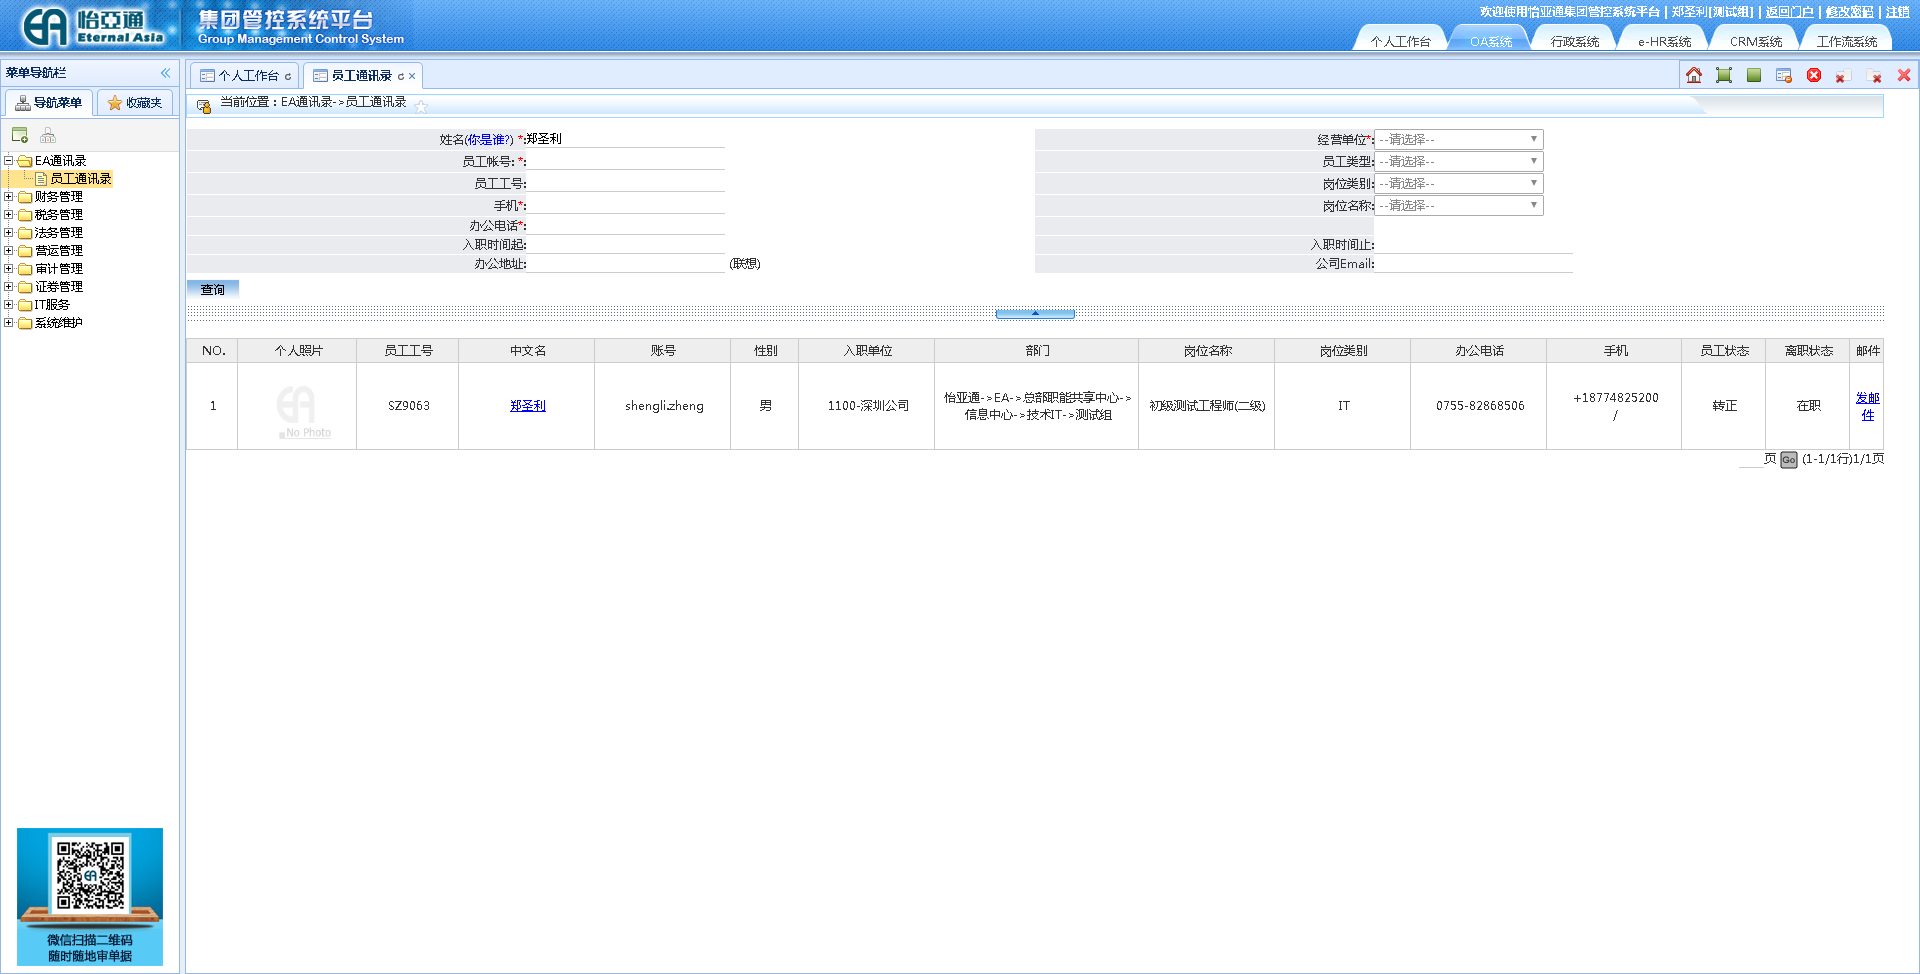 怡亞通
Eternal Asia
集团管控系统平台
Group Management Control System
欢迎使用怡亚通集团管控系统平台 | 郑圣利[测试组] | 返回门户 | 修改密码 | 注销
个人工作台 OA系统 行政系统 e-HR系统 CRM系统 工作流系统
菜单导航栏
导航菜单 收藏夹
EA通讯录
员工通讯录
财务管理
税务管理
法务管理
营运管理
审计管理
证券管理
IT服务
系统维护
微信扫描二维码
随时随地审单据
个人工作台 员工通讯录
当前位置：EA通讯录->员工通讯录
姓名(你是谁?) *:郑圣利 经营单位*: --请选择--
员工帐号: *: 员工类型: --请选择--
员工工号: 岗位类别: --请选择--
手机*: 岗位名称: --请选择--
办公电话*:
入职时间起: 入职时间止:
办公地址: (联想) 公司Email:
查询
NO. 个人照片 员工工号 中文名 账号 性别 入职单位 部门 岗位名称 岗位类别 办公电话 手机 员工状态 离职状态 邮件
1 No Photo SZ9063 郑圣利 shengli.zheng 男 1100-深圳公司 怡亚通->EA->总部职能共享中心->信息中心->技术IT->测试组 初级测试工程师(二级) IT 0755-82868506 +18774825200 / 转正 在职 发邮件
页 Go (1-1/1行)1/1页